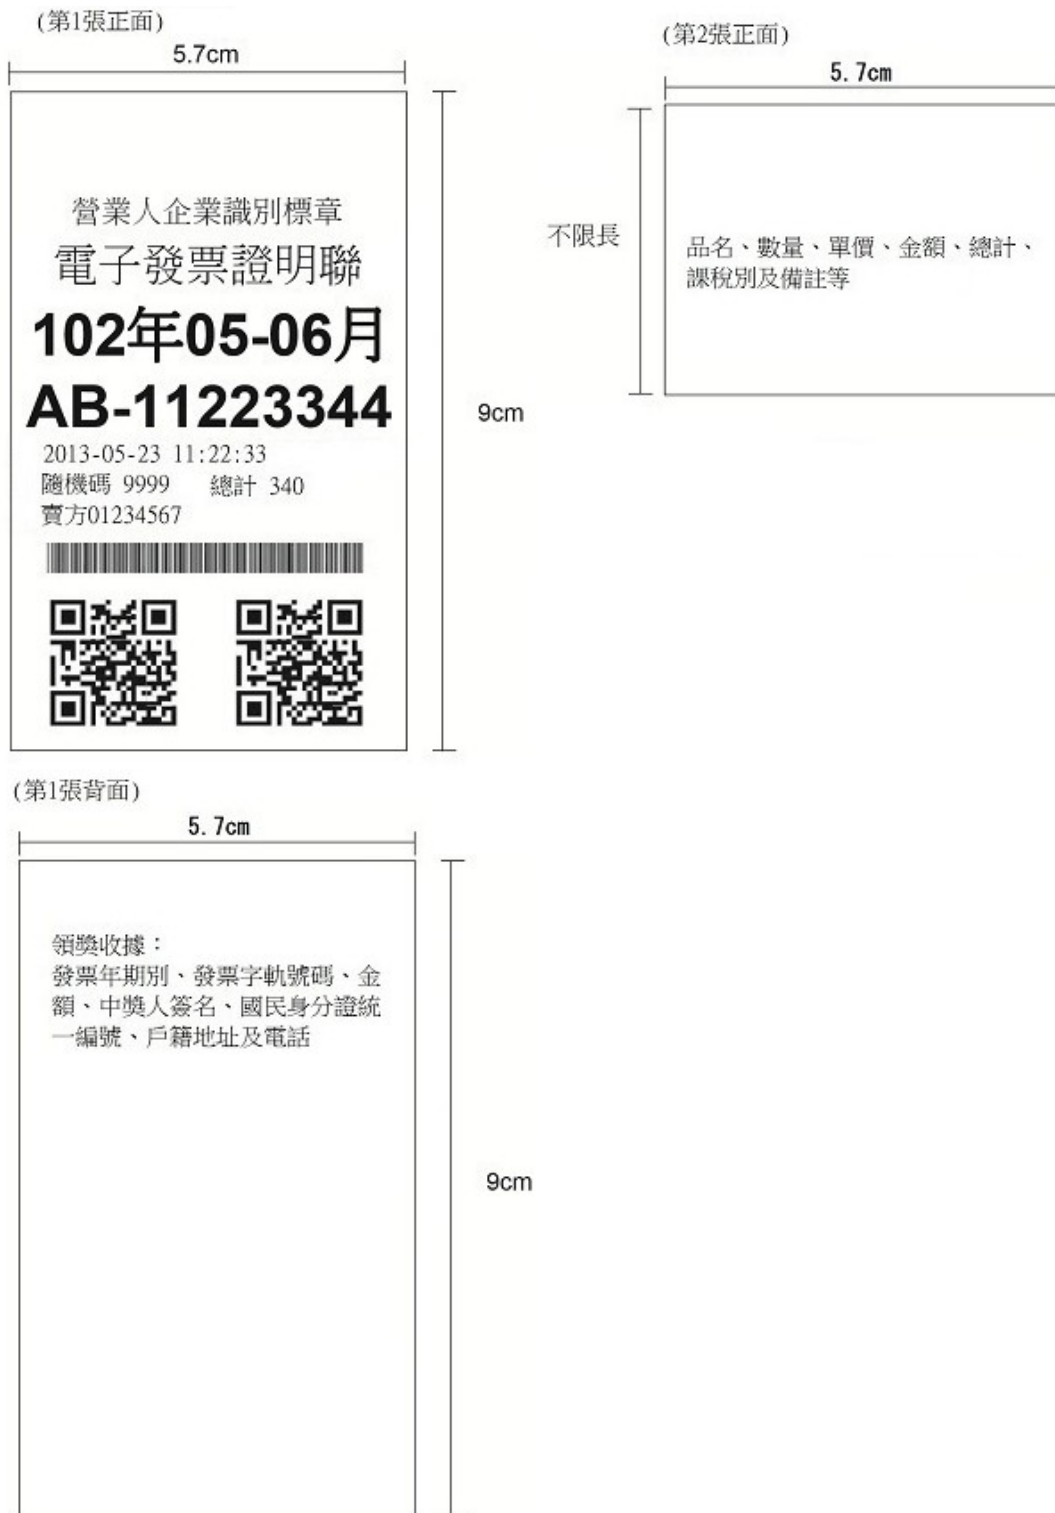 (第1張正面)
5.7cm
營業人企業識別標章
電子發票證明聯
102年05-06月
AB-11223344
2013-05-23 11:22:33
隨機碼 9999 總計 340
賣方01234567
9cm
(第2張正面)
5.7cm
不限長
品名、數量、單價、金額、總計、
課稅別及備註等
(第1張背面)
5.7cm
領獎收據：
發票年期別、發票字軌號碼、金
額、中獎人簽名、國民身分證統
一編號、戶籍地址及電話
9cm